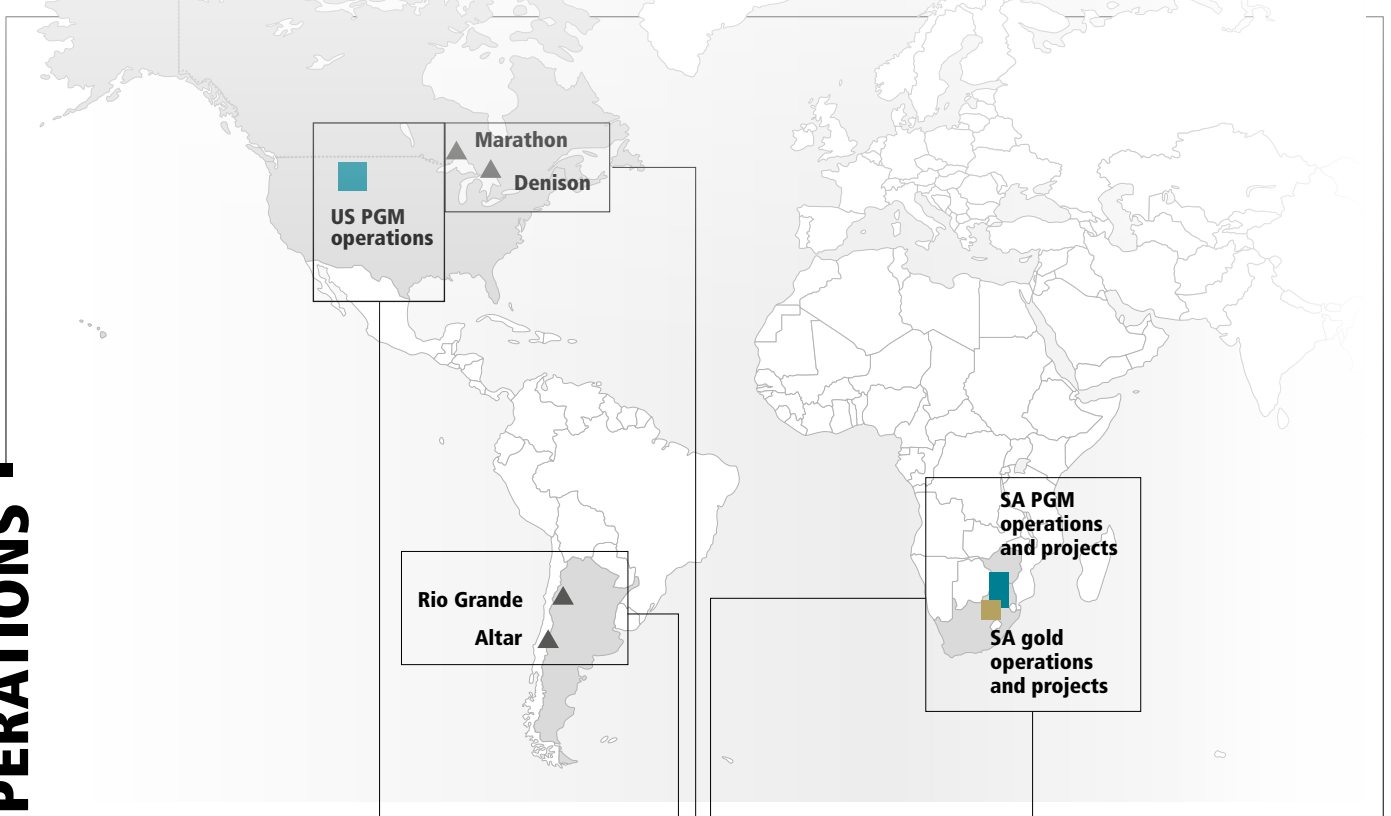 Marathon
Denison
US PGM
operations
SA PGM
operations
and projects
Rio Grande
Altar
SA gold
operations
and projects
PERATIONS